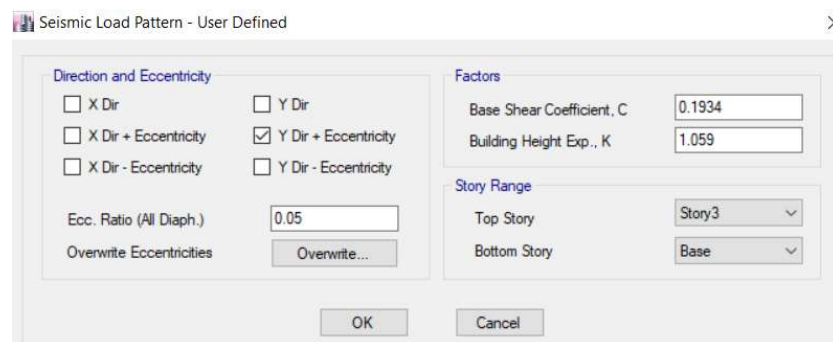 Seismic Load Pattern - User Defined
Direction and Eccentricity
X Dir
Y Dir
X Dir + Eccentricity
Y Dir + Eccentricity
X Dir - Eccentricity
Y Dir - Eccentricity
Ecc. Ratio (All Diaph.)
0.05
Overwrite Eccentricities
Overwrite...
Factors
Base Shear Coefficient, C
0.1934
Building Height Exp., K
1.059
Story Range
Top Story
Story3
Bottom Story
Base
OK
Cancel